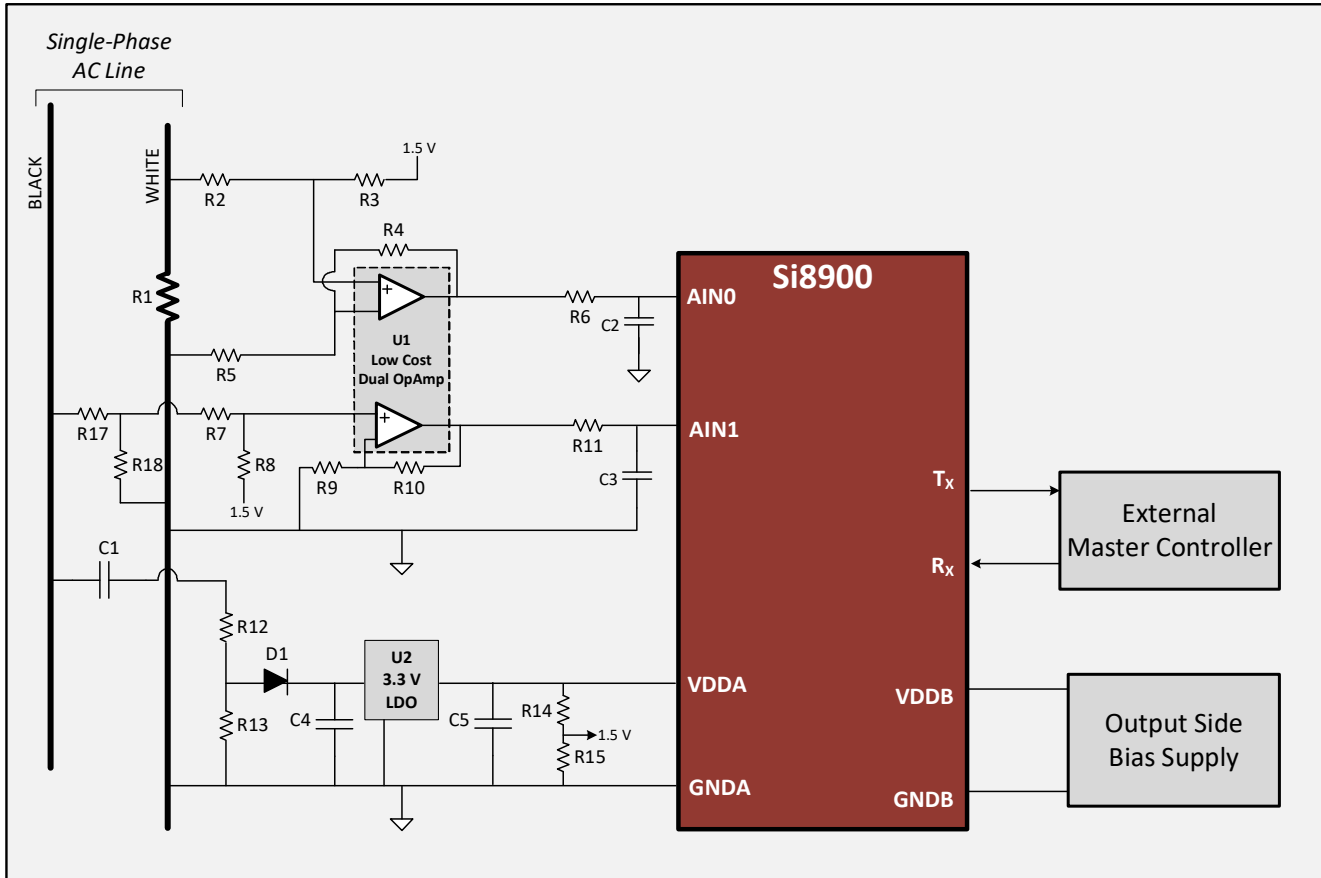 Single-Phase
AC Line
BLACK
WHITE
1.5 V
R2
R3
R4
R1
+
U1
Low Cost
Dual OpAmp
R5
R6
C2
Si8900
AIN0
R17
R18
R7
R8
1.5 V
+
R9
R10
R11
C3
AIN1
TX
RX
External
Master Controller
C1
R12
D1
R13
C4
U2
3.3 V
LDO
C5
R14
1.5 V
R15
VDDA
GNDA
VDDB
GNDB
Output Side
Bias Supply